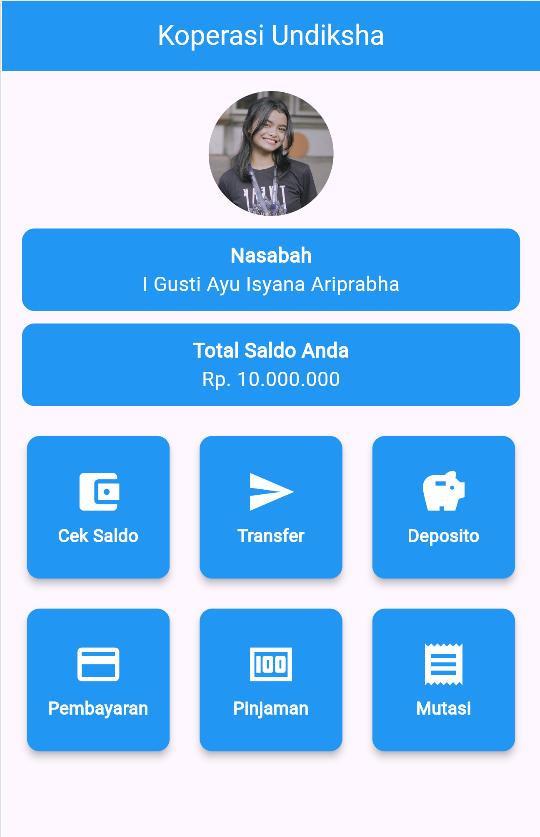 Koperasi Undiksha
Nasabah
I Gusti Ayu Isyana Ariprabha
Total Saldo Anda
Rp. 10.000.000
Cek Saldo
Transfer
Deposito
100
Pembayaran
Pinjaman
Mutasi